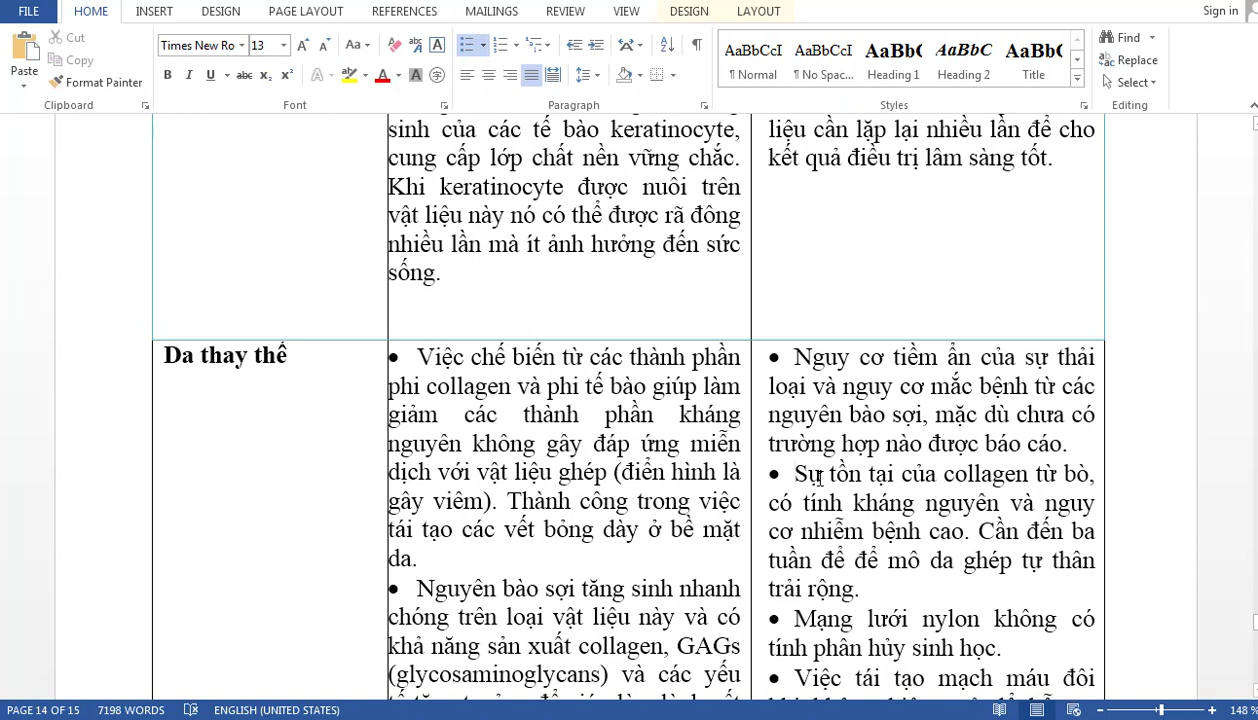 FILE HOME INSERT DESIGN PAGE LAYOUT REFERENCES MAILINGS REVIEW VIEW DESIGN LAYOUT Sign in
Paste
Cut
Copy
Format Painter
Clipboard
Times New Ro 13
Font
Paragraph
AaBbCcI AaBbCcI AaBbC AaBbC AaBb(
¶ Normal ¶ No Spac... Heading 1 Heading 2 Title
Styles
Find
Replace
Select
Editing
sinh của các tế bào keratinocyte,
cung cấp lớp chất nền vững chắc.
Khi keratinocyte được nuôi trên
vật liệu này nó có thể được rã đông
nhiều lần mà ít ảnh hưởng đến sức
sống.
liệu cần lặp lại nhiều lần để cho
kết quả điều trị lâm sàng tốt.
Da thay thế
• Việc chế biến từ các thành phần
phi collagen và phi tế bào giúp làm
giảm các thành phần kháng
nguyên không gây đáp ứng miễn
dịch với vật liệu ghép (điển hình là
gây viêm). Thành công trong việc
tái tạo các vết bỏng dày ở bề mặt
da.
• Nguyên bào sợi tăng sinh nhanh
chóng trên loại vật liệu này và có
khả năng sản xuất collagen, GAGs
(glycosaminoglycans) và các yếu
• Nguy cơ tiềm ẩn của sự thải
loại và nguy cơ mắc bệnh từ các
nguyên bào sợi, mặc dù chưa có
trường hợp nào được báo cáo.
• Sự tồn tại của collagen từ bò,
có tính kháng nguyên và nguy
cơ nhiễm bệnh cao. Cần đến ba
tuần để để mô da ghép tự thân
trải rộng.
• Mạng lưới nylon không có
tính phân hủy sinh học.
• Việc tái tạo mạch máu đôi
PAGE 14 OF 15 7198 WORDS ENGLISH (UNITED STATES) 148 %